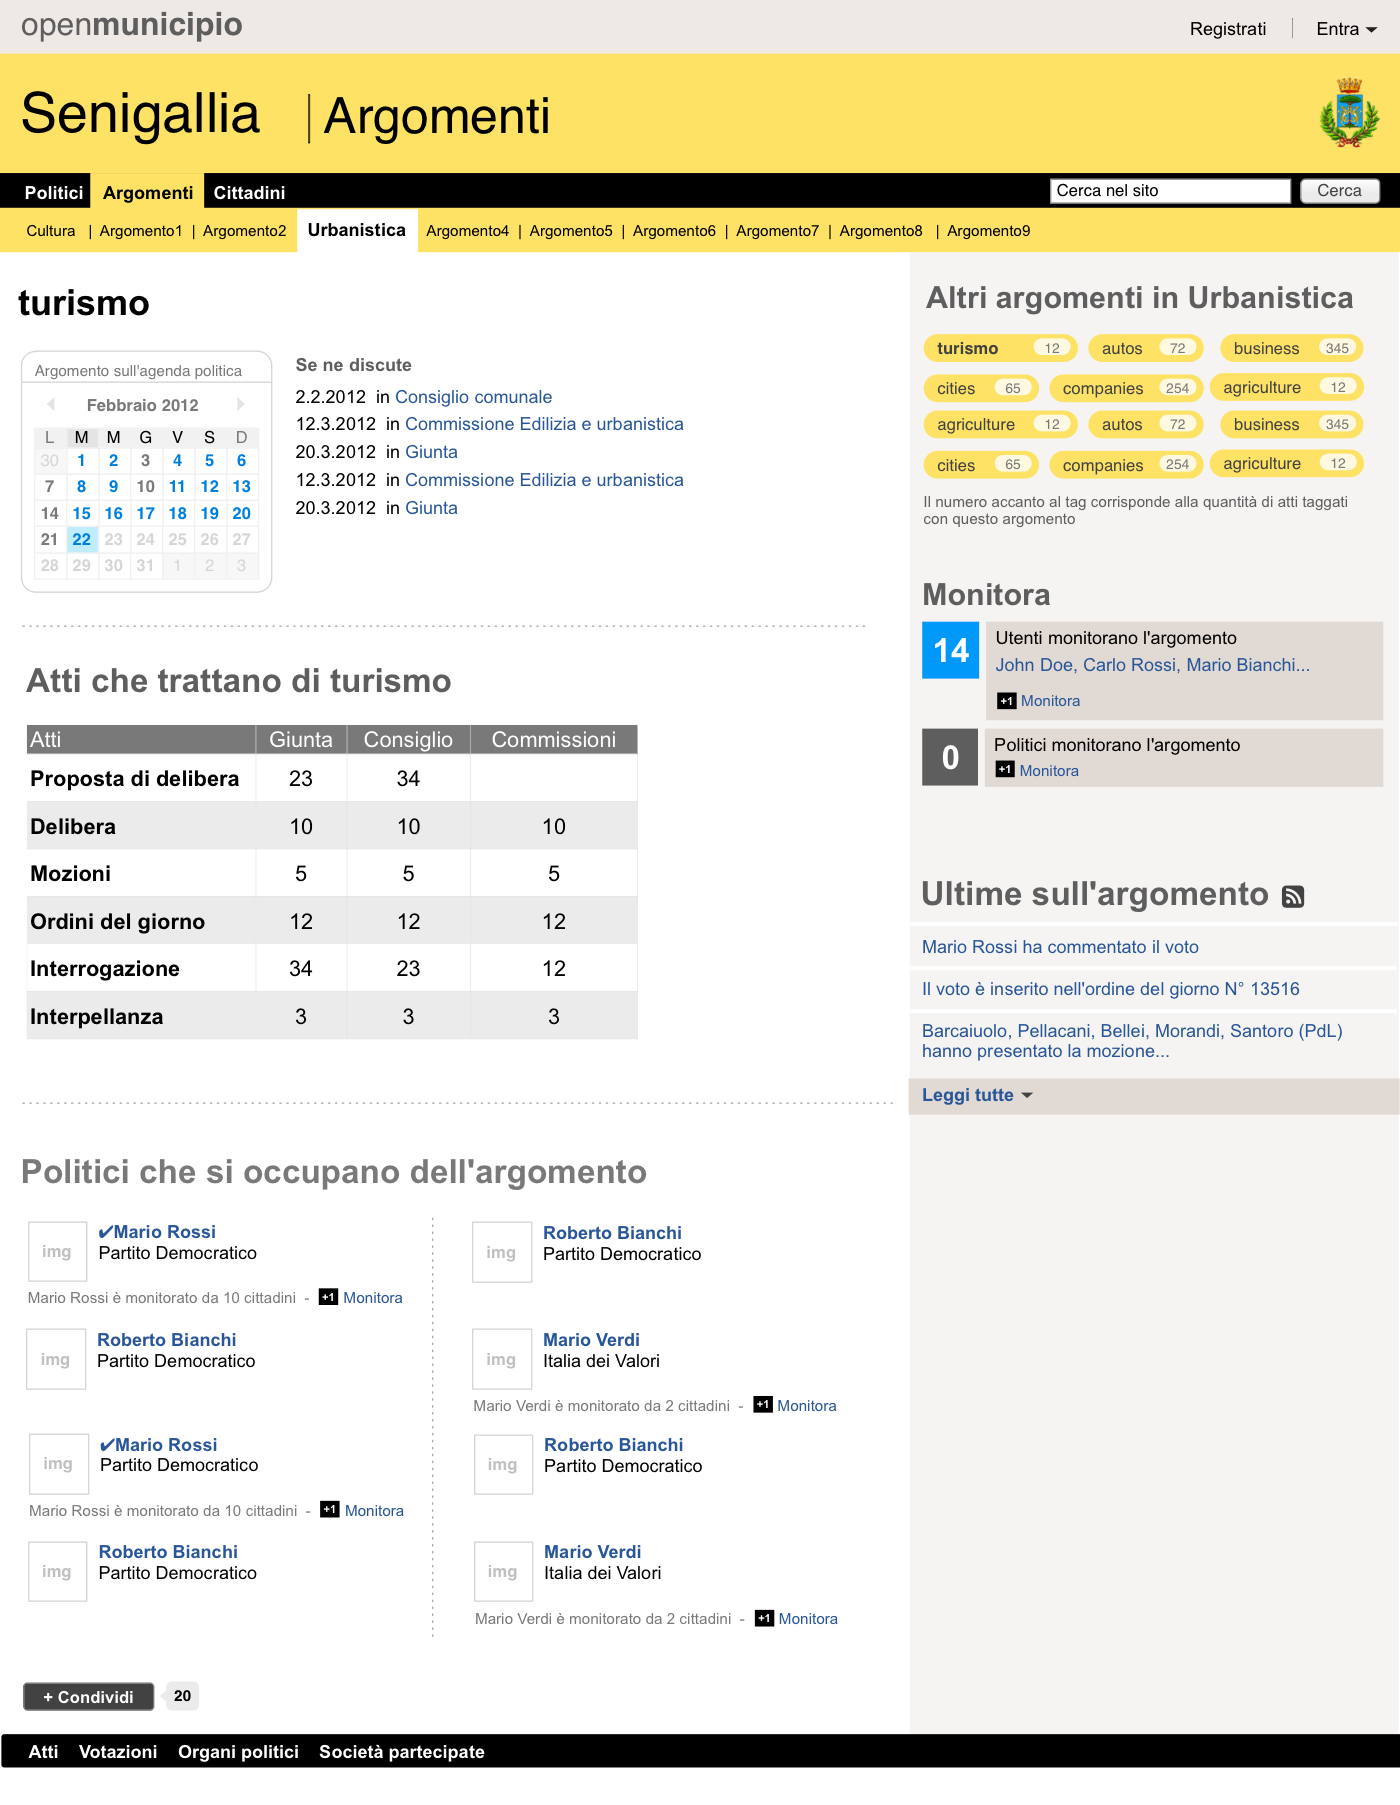 openmunicipio
Registrati
Entra
Senigallia | Argomenti
Politici Argomenti Cittadini
Cerca nel sito
Cerca
Cultura | Argomento1 | Argomento2 Urbanistica Argomento4 | Argomento5 | Argomento6 | Argomento7 | Argomento8 | Argomento9
turismo
Argomento sull'agenda politica
Febbraio 2012
L M M G V S D
30 1 2 3 4 5 6
7 8 9 10 11 12 13
14 15 16 17 18 19 20
21 22 23 24 25 26 27
28 29 30 31 1 2 3
Se ne discute
2.2.2012 in Consiglio comunale
12.3.2012 in Commissione Edilizia e urbanistica
20.3.2012 in Giunta
12.3.2012 in Commissione Edilizia e urbanistica
20.3.2012 in Giunta
Atti che trattano di turismo
Atti Giunta Consiglio Commissioni
Proposta di delibera 23 34
Delibera 10 10 10
Mozioni 5 5 5
Ordini del giorno 12 12 12
Interrogazione 34 23 12
Interpellanza 3 3 3
Politici che si occupano dell'argomento
img
✔Mario Rossi
Partito Democratico
Mario Rossi è monitorato da 10 cittadini - +1 Monitora
img
Roberto Bianchi
Partito Democratico
img
Roberto Bianchi
Partito Democratico
img
Mario Verdi
Italia dei Valori
Mario Verdi è monitorato da 2 cittadini - +1 Monitora
img
✔Mario Rossi
Partito Democratico
Mario Rossi è monitorato da 10 cittadini - +1 Monitora
img
Roberto Bianchi
Partito Democratico
img
Roberto Bianchi
Partito Democratico
img
Mario Verdi
Italia dei Valori
Mario Verdi è monitorato da 2 cittadini - +1 Monitora
+ Condividi 20
Altri argomenti in Urbanistica
turismo 12 autos 72 business 345
cities 65 companies 254 agriculture 12
agriculture 12 autos 72 business 345
cities 65 companies 254 agriculture 12
Il numero accanto al tag corrisponde alla quantità di atti taggati
con questo argomento
Monitora
14
Utenti monitorano l'argomento
John Doe, Carlo Rossi, Mario Bianchi...
+1 Monitora
0
Politici monitorano l'argomento
+1 Monitora
Ultime sull'argomento
Mario Rossi ha commentato il voto
Il voto è inserito nell'ordine del giorno N° 13516
Barcaiuolo, Pellacani, Bellei, Morandi, Santoro (PdL)
hanno presentato la mozione...
Leggi tutte
Atti Votazioni Organi politici Società partecipate